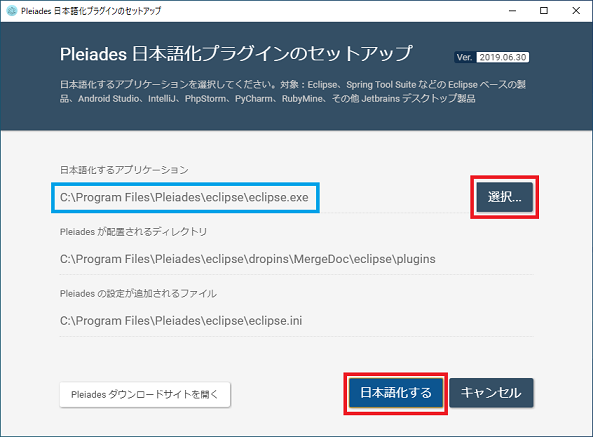 Pleiades 日本語化プラグインのセットアップ
Pleiades 日本語化プラグインのセットアップ
Ver. 2019.06.30
日本語化するアプリケーションを選択してください。対象：Eclipse、Spring Tool Suite などの Eclipse ベースの製
品、Android Studio、IntelliJ、PhpStorm、PyCharm、RubyMine、その他 Jetbrains デスクトップ製品
日本語化するアプリケーション
C:\Program Files\Pleiades\eclipse\eclipse.exe
選択...
Pleiades が配置されるディレクトリ
C:\Program Files\Pleiades\eclipse\dropins\MergeDoc\eclipse\plugins
Pleiades の設定が追加されるファイル
C:\Program Files\Pleiades\eclipse\eclipse.ini
Pleiades ダウンロードサイトを開く
日本語化する
キャンセル